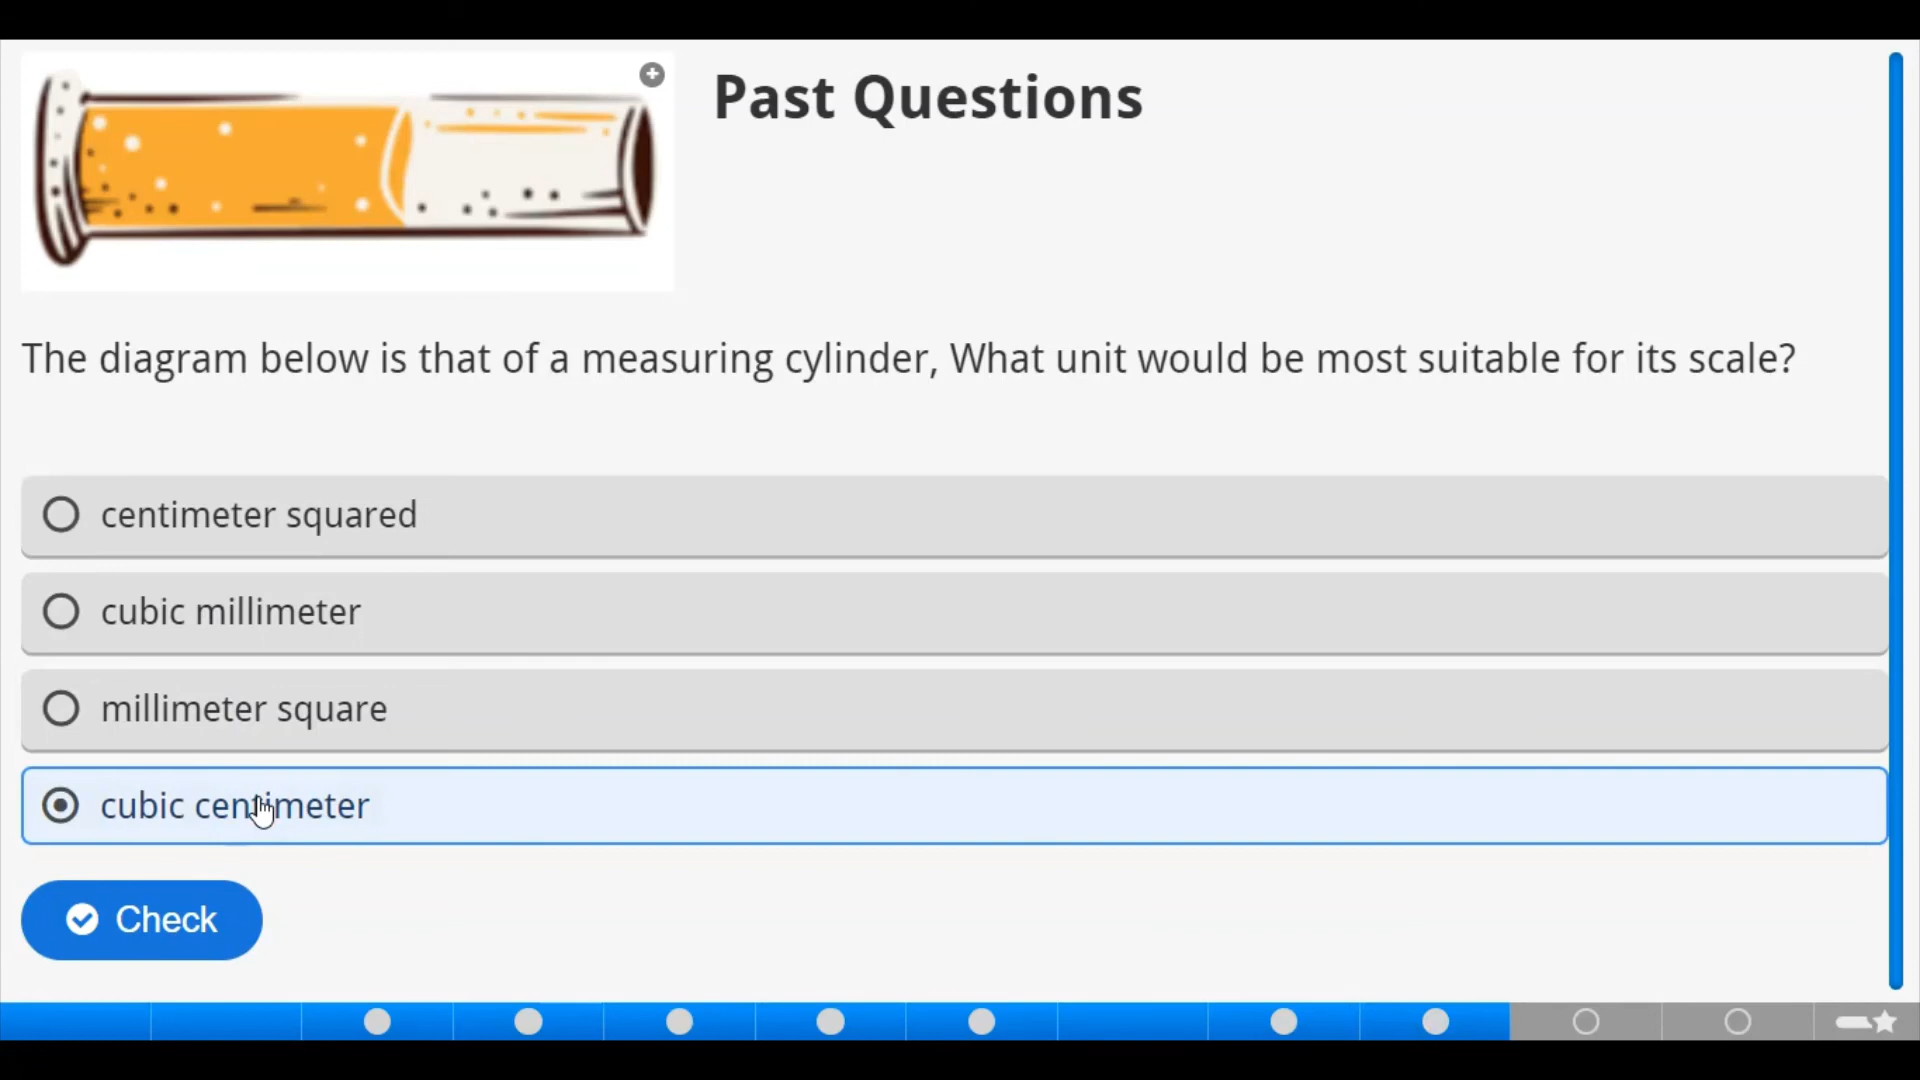 Past Questions
The diagram below is that of a measuring cylinder, What unit would be most suitable for its scale?
centimeter squared
cubic millimeter
millimeter square
cubic centimeter
Check